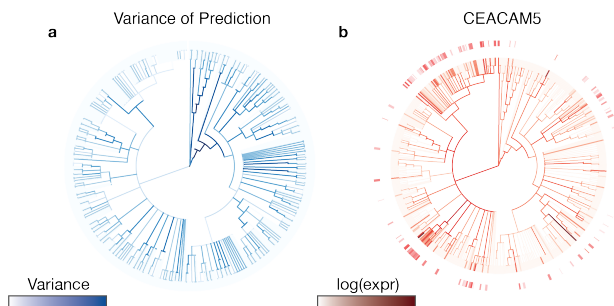 Variance of Prediction
CEACAM5
a
b
Variance
log(expr)